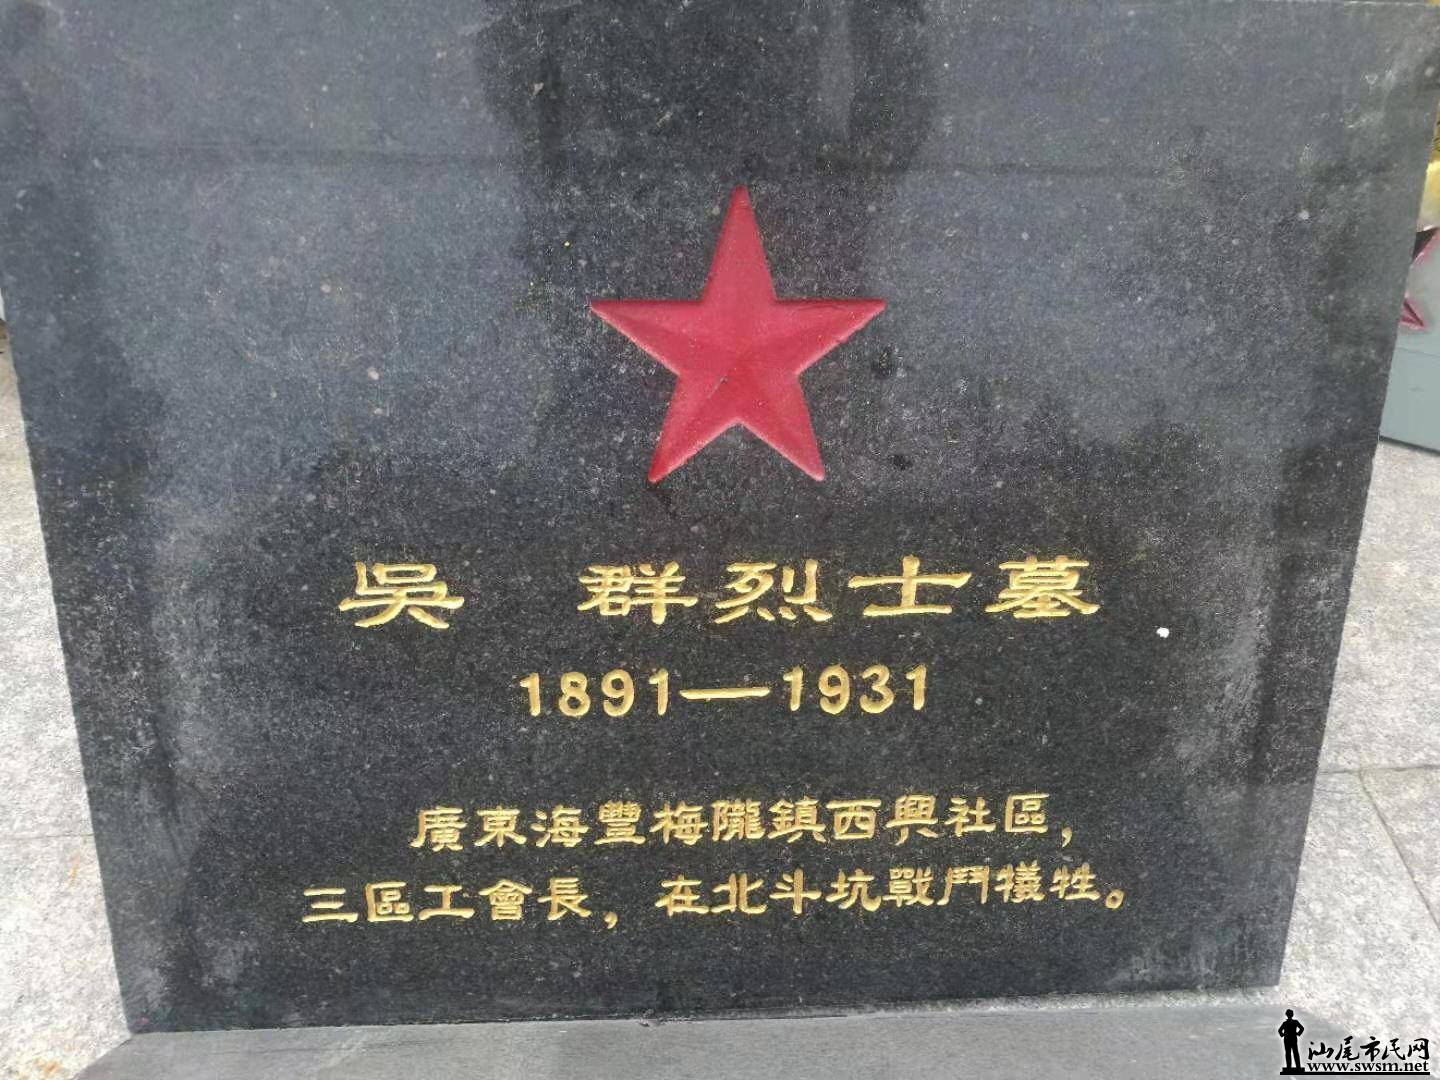 吳 群烈士墓
1891—1931
廣東海豐梅隴鎮西興社區，
三區工會長，在北斗坑戰鬥犧牲。
汕尾市民网
www.swsm.net